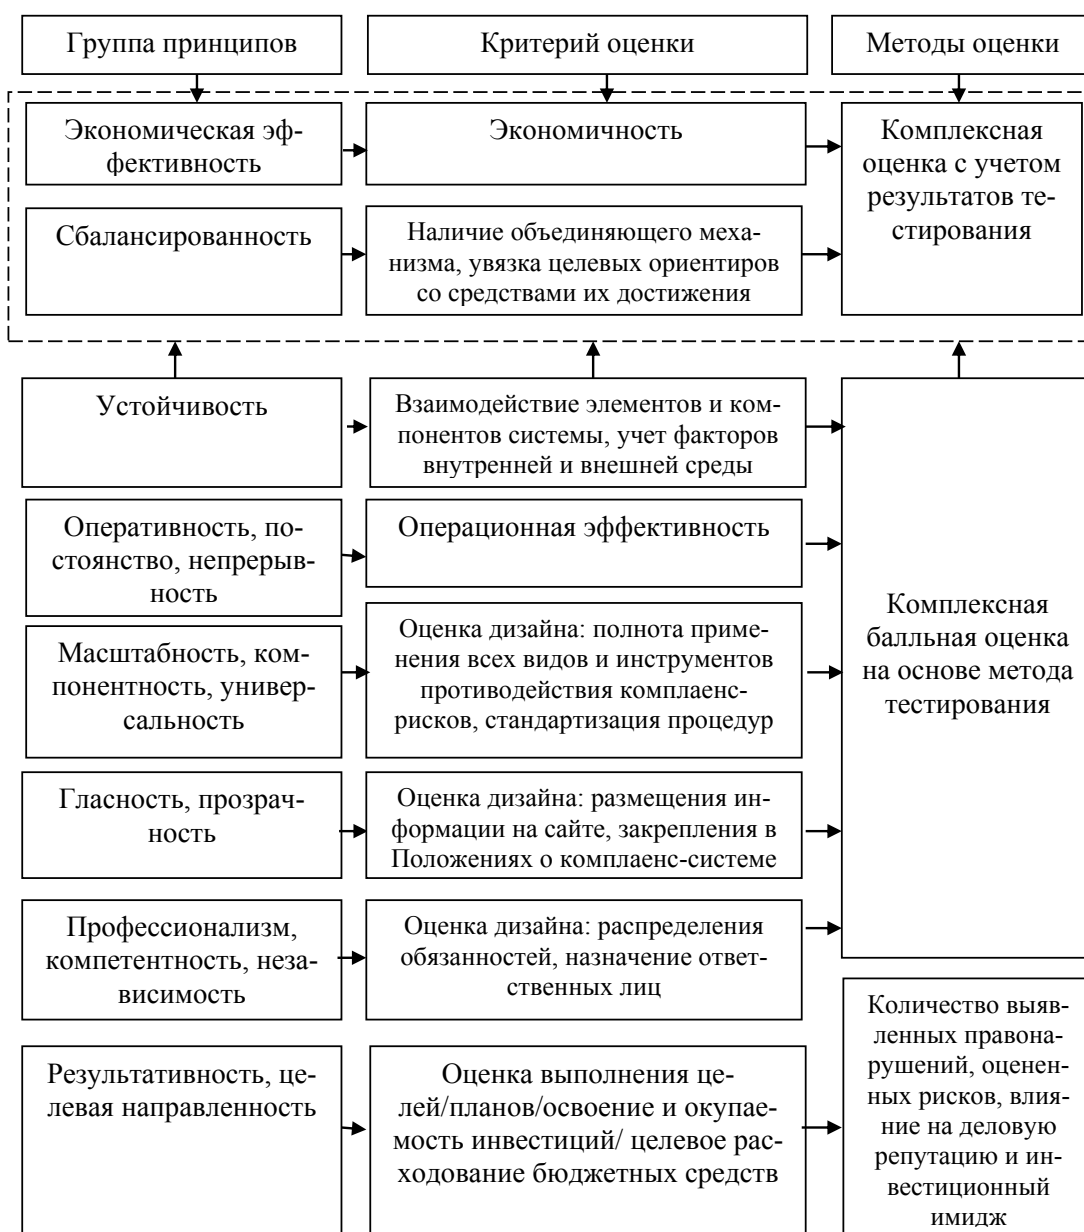 Группа принципов
Критерий оценки
Методы оценки
Экономическая эф-
фективность
Экономичность
Комплексная
оценка с учетом
результатов те-
стирования
Сбалансированность
Наличие объединяющего меха-
низма, увязка целевых ориентиров
со средствами их достижения
Устойчивость
Взаимодействие элементов и ком-
понентов системы, учет факторов
внутренней и внешней среды
Оперативность, по-
стоянство, непрерыв-
ность
Операционная эффективность
Комплексная
балльная оценка
на основе метода
тестирования
Масштабность, ком-
понентность, универ-
сальность
Оценка дизайна: полнота приме-
нения всех видов и инструментов
противодействия комплаенс-
рисков, стандартизация процедур
Гласность, прозрач-
ность
Оценка дизайна: размещения ин-
формации на сайте, закрепления в
Положениях о комплаенс-системе
Профессионализм,
компетентность, неза-
висимость
Оценка дизайна: распределения
обязанностей, назначение ответ-
ственных лиц
Результативность, це-
левая направленность
Оценка выполнения це-
лей/планов/освоение и окупае-
мость инвестиций/ целевое рас-
ходование бюджетных средств
Количество выяв-
ленных правона-
рушений, оценен-
ных рисков, влия-
ние на деловую
репутацию и ин-
вестиционный
имидж